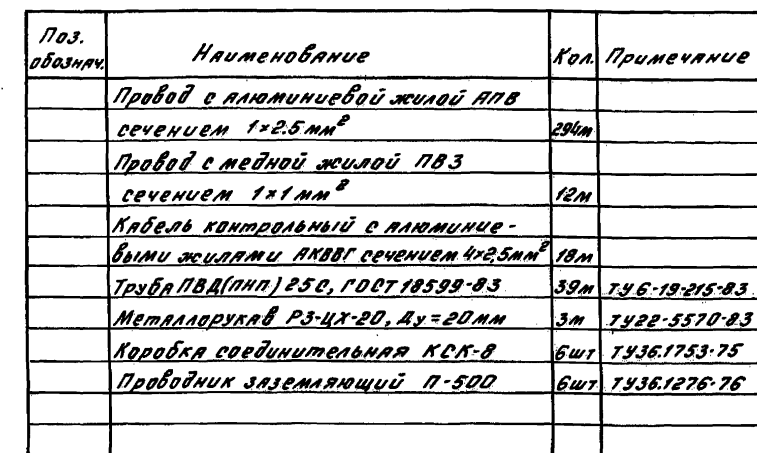 Поз. обознач. Наименование Кол. Примечание
Провод с алюминиевой жилой АПВ
сечением 1×2.5 мм² 294м
Провод с медной жилой ПВ3
сечением 1×1 мм² 12м
Кабель контрольный с алюминие-
выми жилами АКВВГ сечением 4×2,5мм² 18м
Труба ПВД(ПНП) 25С, ГОСТ 18599-83 39м ТУ6-19-215-83
Металлорукав Р3-ЦХ-20, Ду=20мм 3м ТУ22-5570-83
Коробка соединительная КСК-8 6шт ТУ36.1753-75
Проводник заземляющий П-500 6шт ТУ36.1276-76